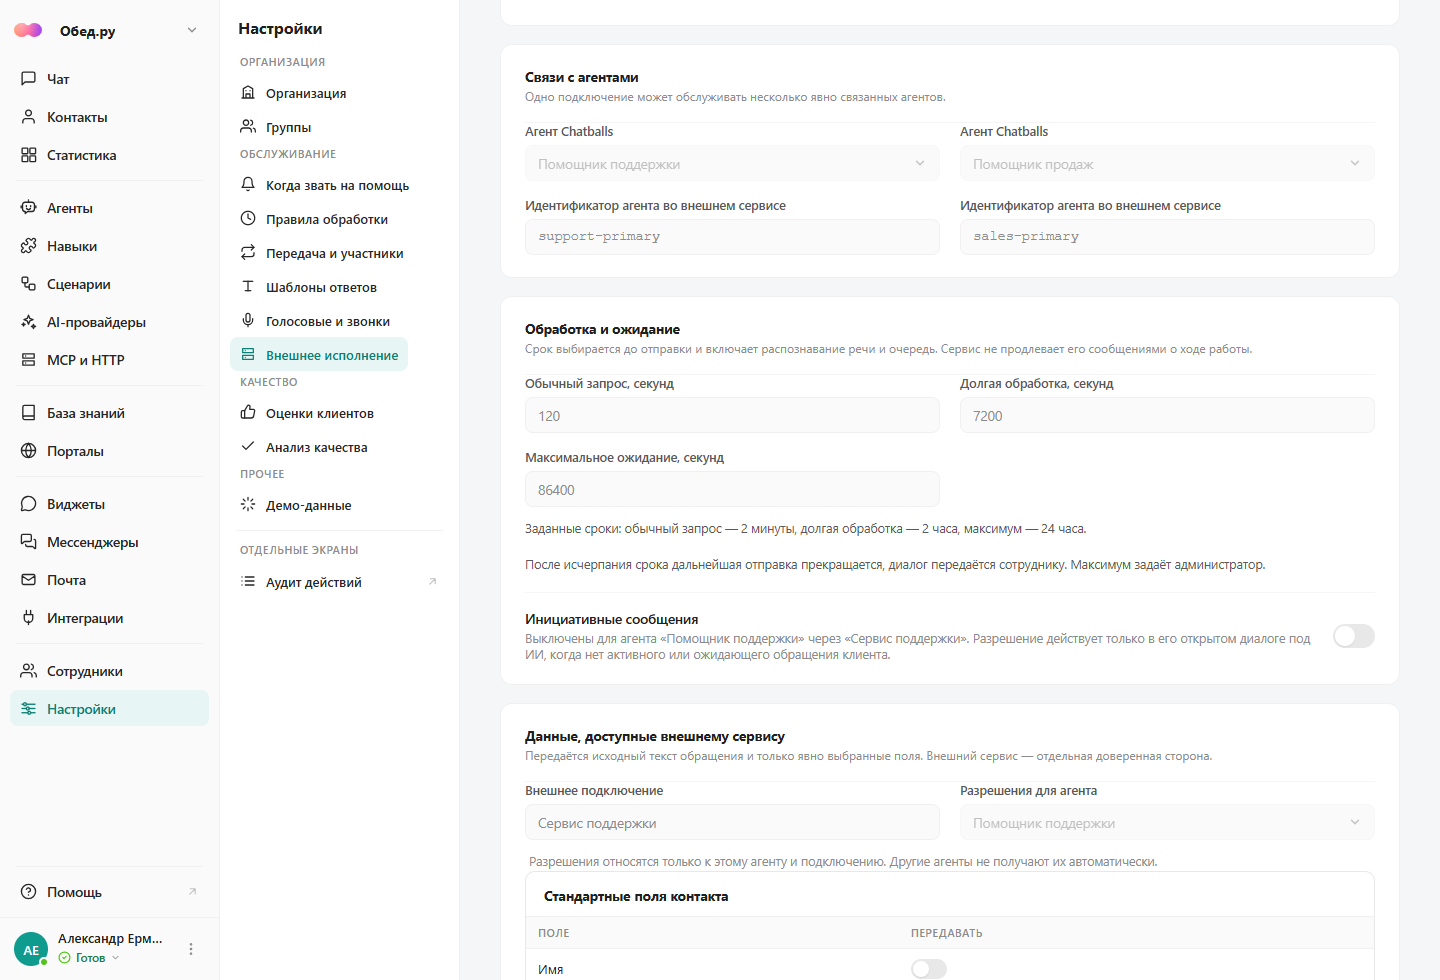 Обед.ру
Чат
Контакты
Статистика
Агенты
Навыки
Сценарии
AI-провайдеры
MCP и HTTP
База знаний
Порталы
Виджеты
Мессенджеры
Почта
Интеграции
Сотрудники
Настройки
Помощь
АЕ
Александр Ерм...
Готов
Настройки
ОРГАНИЗАЦИЯ
Организация
Группы
ОБСЛУЖИВАНИЕ
Когда звать на помощь
Правила обработки
Передача и участники
Шаблоны ответов
Голосовые и звонки
Внешнее исполнение
КАЧЕСТВО
Оценки клиентов
Анализ качества
ПРОЧЕЕ
Демо-данные
ОТДЕЛЬНЫЕ ЭКРАНЫ
Аудит действий
Связи с агентами
Одно подключение может обслуживать несколько явно связанных агентов.
Агент Chatballs
Агент Chatballs
Помощник поддержки
Помощник продаж
Идентификатор агента во внешнем сервисе
Идентификатор агента во внешнем сервисе
support-primary
sales-primary
Обработка и ожидание
Срок выбирается до отправки и включает распознавание речи и очередь. Сервис не продлевает его сообщениями о ходе работы.
Обычный запрос, секунд
Долгая обработка, секунд
120
7200
Максимальное ожидание, секунд
86400
Заданные сроки: обычный запрос — 2 минуты, долгая обработка — 2 часа, максимум — 24 часа.
После исчерпания срока дальнейшая отправка прекращается, диалог передаётся сотруднику. Максимум задаёт администратор.
Инициативные сообщения
Выключены для агента «Помощник поддержки» через «Сервис поддержки». Разрешение действует только в его открытом диалоге под
ИИ, когда нет активного или ожидающего обращения клиента.
Данные, доступные внешнему сервису
Передаётся исходный текст обращения и только явно выбранные поля. Внешний сервис — отдельная доверенная сторона.
Внешнее подключение
Разрешения для агента
Сервис поддержки
Помощник поддержки
Разрешения относятся только к этому агенту и подключению. Другие агенты не получают их автоматически.
Стандартные поля контакта
ПОЛЕ
ПЕРЕДАВАТЬ
Имя